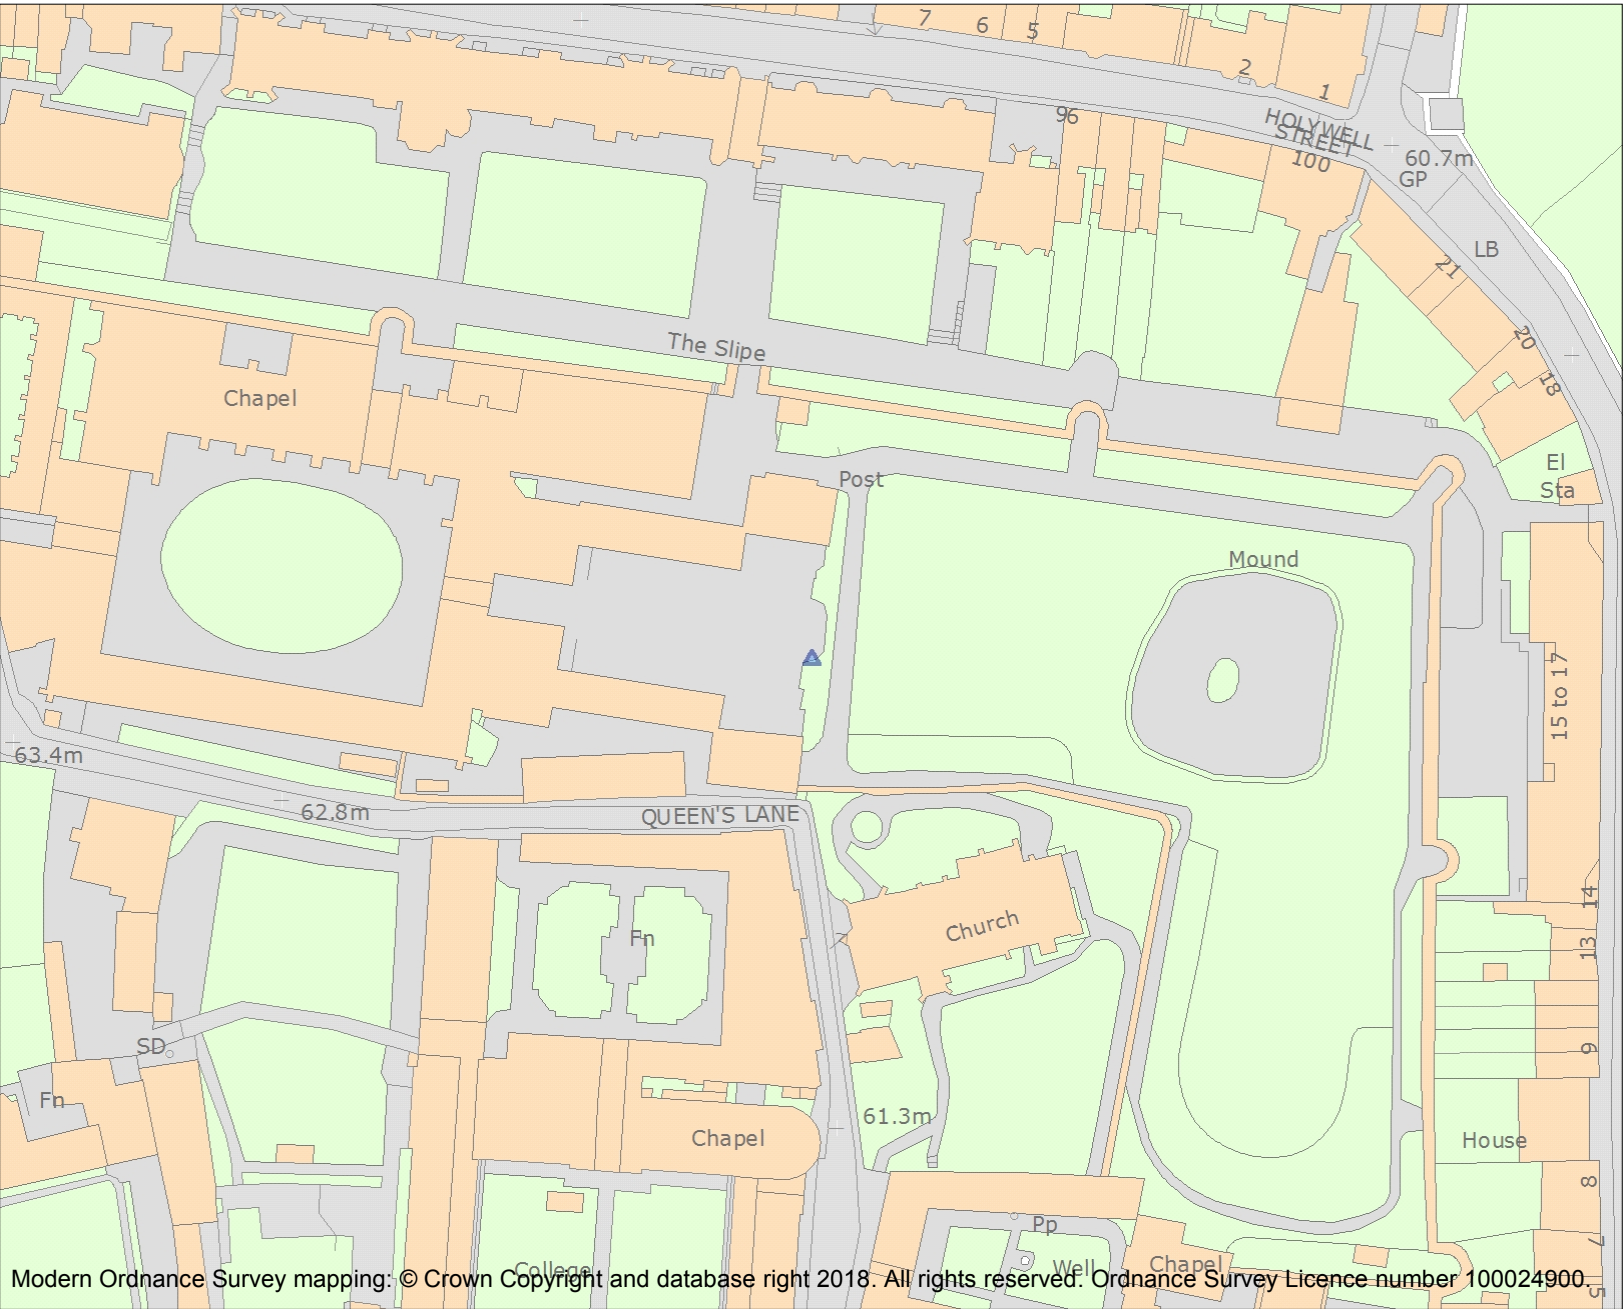 7
6
5
2
1
96
HOLYWELL
STREET
100
60.7m
GP
LB
21
20
18
The Slipe
Chapel
El
Sta
Post
Mound
15 to 17
63.4m
62.8m
QUEEN'S LANE
14
Church
Fn
13
SD
9
Fn
61.3m
Chapel
House
8
Pp
7
College
Well
Chapel
5
Modern Ordnance Survey mapping: © Crown Copyright and database right 2018. All rights reserved. Ordnance Survey Licence number 100024900.